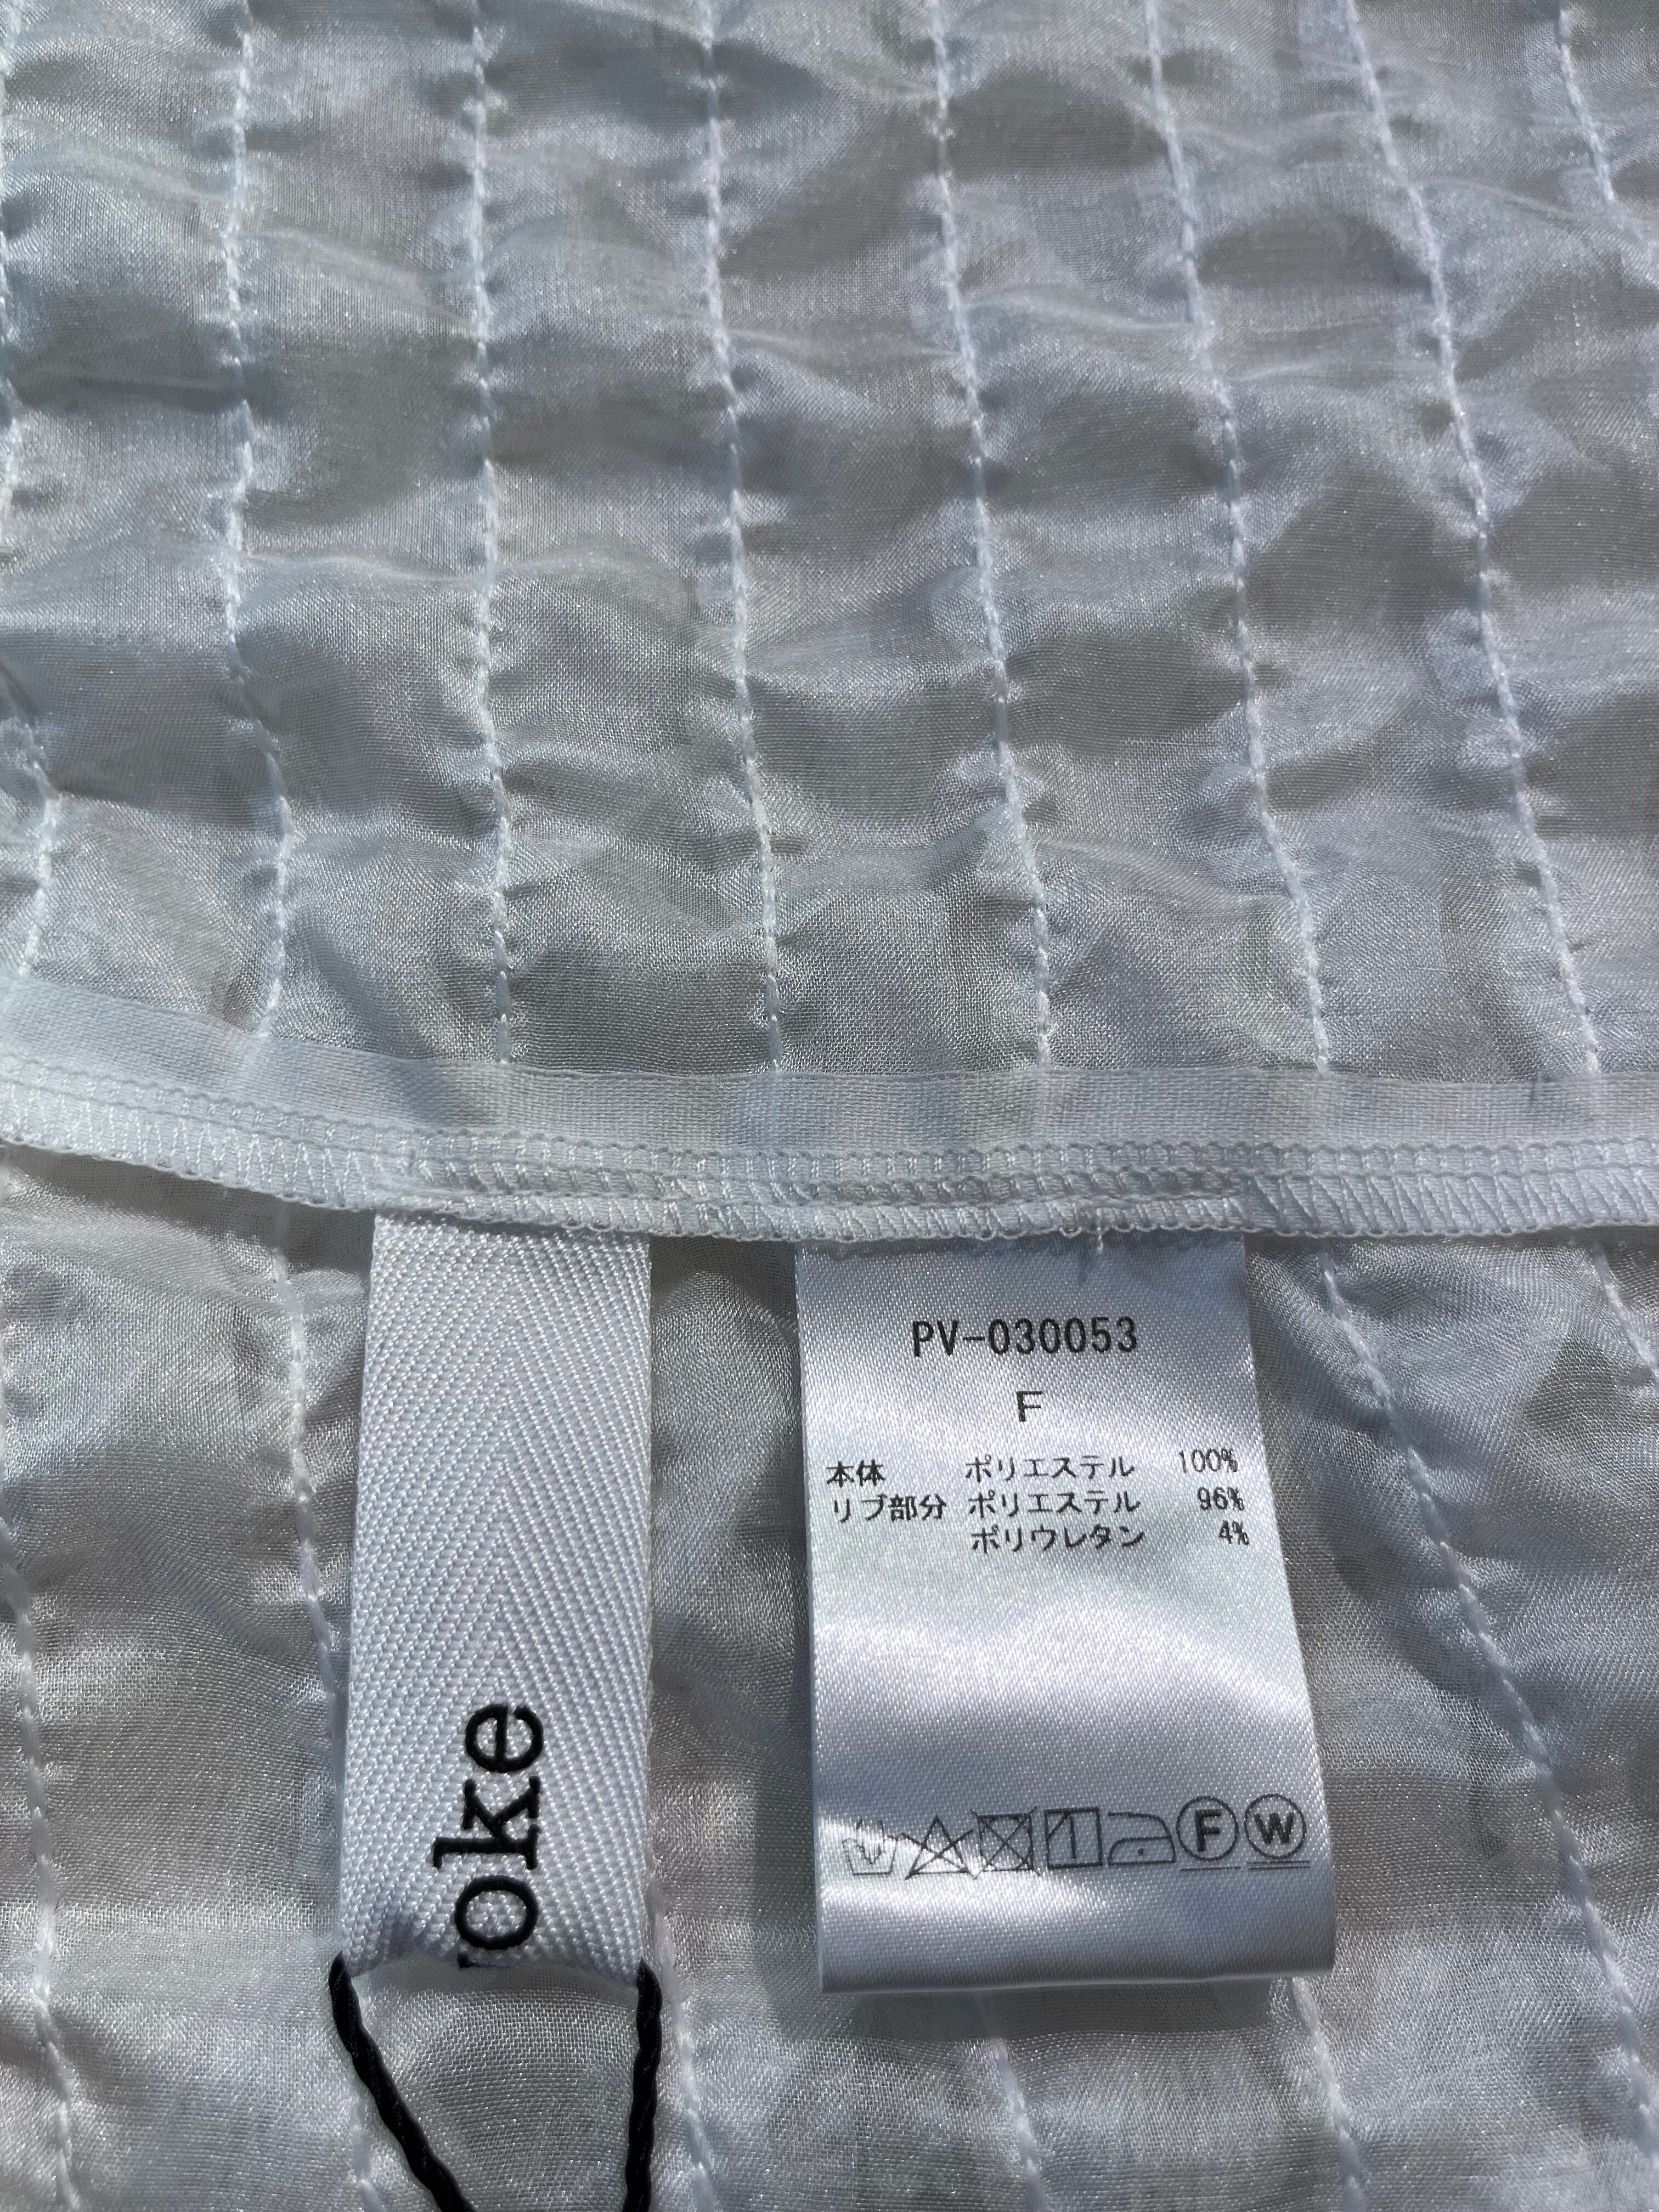 oke
PV-030053
F
本体 ポリエステル 100%
リブ部分 ポリエステル 96%
ポリウレタン 4%
F W